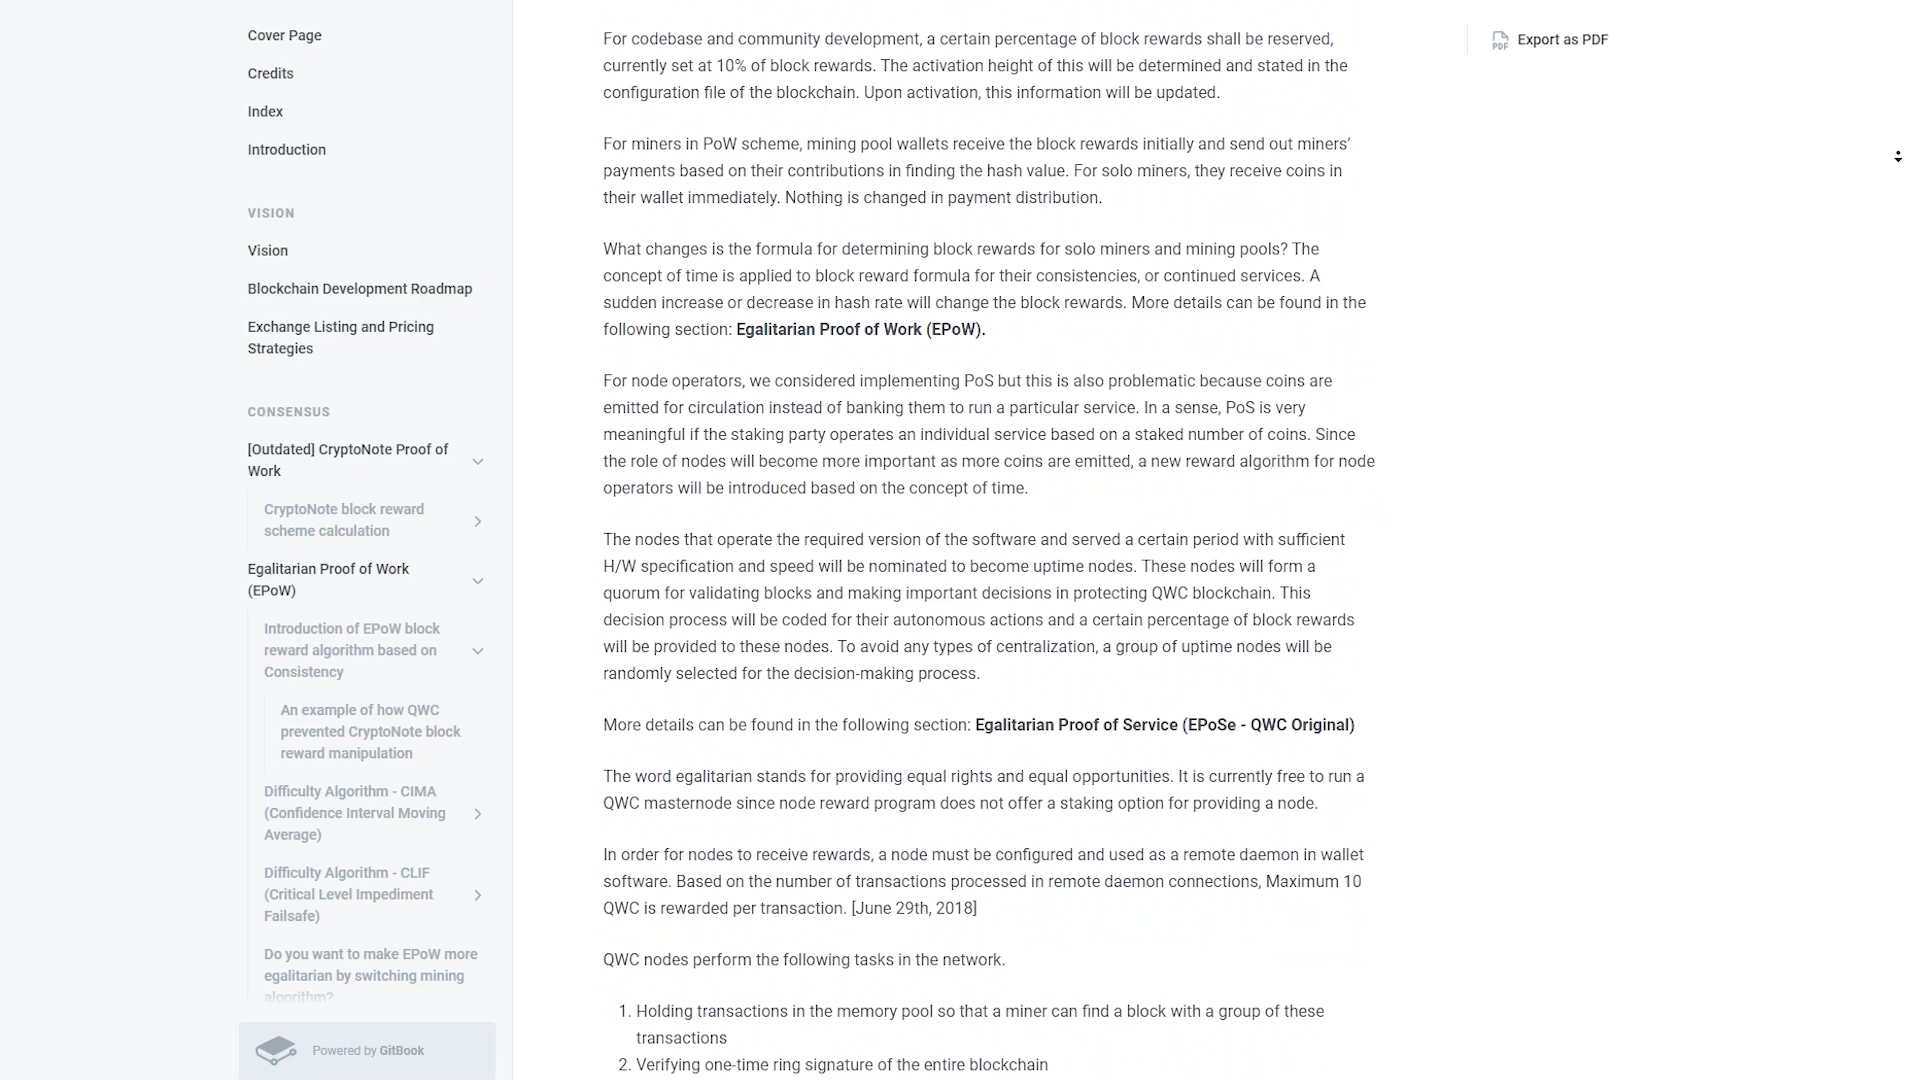 Cover Page
Credits
Index
Introduction
VISION
Vision
Blockchain Development Roadmap
Exchange Listing and Pricing
Strategies
CONSENSUS
[Outdated] CryptoNote Proof of
Work
CryptoNote block reward
scheme calculation
Egalitarian Proof of Work
(EPoW)
Introduction of EPoW block
reward algorithm based on
Consistency
An example of how QWC
prevented CryptoNote block
reward manipulation
Difficulty Algorithm - CIMA
(Confidence Interval Moving
Average)
Difficulty Algorithm - CLIF
(Critical Level Impediment
Failsafe)
Do you want to make EPoW more
egalitarian by switching mining
algorithm?
Powered by GitBook
For codebase and community development, a certain percentage of block rewards shall be reserved,
currently set at 10% of block rewards. The activation height of this will be determined and stated in the
configuration file of the blockchain. Upon activation, this information will be updated.
For miners in PoW scheme, mining pool wallets receive the block rewards initially and send out miners’
payments based on their contributions in finding the hash value. For solo miners, they receive coins in
their wallet immediately. Nothing is changed in payment distribution.
What changes is the formula for determining block rewards for solo miners and mining pools? The
concept of time is applied to block reward formula for their consistencies, or continued services. A
sudden increase or decrease in hash rate will change the block rewards. More details can be found in the
following section: Egalitarian Proof of Work (EPoW).
For node operators, we considered implementing PoS but this is also problematic because coins are
emitted for circulation instead of banking them to run a particular service. In a sense, PoS is very
meaningful if the staking party operates an individual service based on a staked number of coins. Since
the role of nodes will become more important as more coins are emitted, a new reward algorithm for node
operators will be introduced based on the concept of time.
The nodes that operate the required version of the software and served a certain period with sufficient
H/W specification and speed will be nominated to become uptime nodes. These nodes will form a
quorum for validating blocks and making important decisions in protecting QWC blockchain. This
decision process will be coded for their autonomous actions and a certain percentage of block rewards
will be provided to these nodes. To avoid any types of centralization, a group of uptime nodes will be
randomly selected for the decision-making process.
More details can be found in the following section: Egalitarian Proof of Service (EPoSe - QWC Original)
The word egalitarian stands for providing equal rights and equal opportunities. It is currently free to run a
QWC masternode since node reward program does not offer a staking option for providing a node.
In order for nodes to receive rewards, a node must be configured and used as a remote daemon in wallet
software. Based on the number of transactions processed in remote daemon connections, Maximum 10
QWC is rewarded per transaction. [June 29th, 2018]
QWC nodes perform the following tasks in the network.
1. Holding transactions in the memory pool so that a miner can find a block with a group of these
transactions
2. Verifying one-time ring signature of the entire blockchain
PDF
Export as PDF